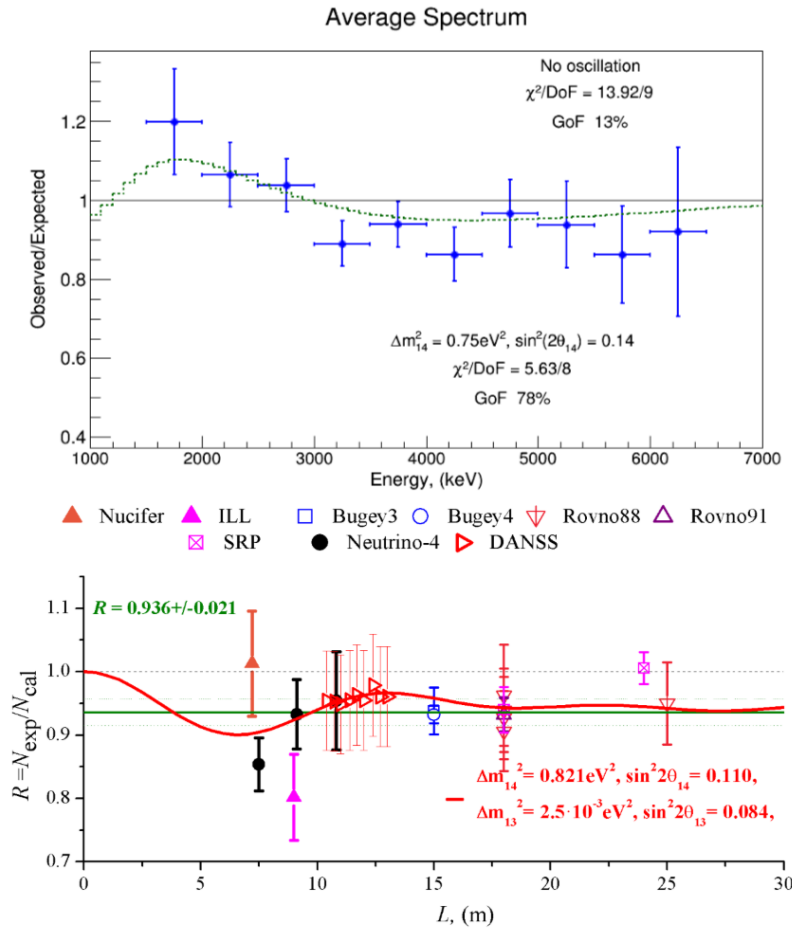 Average Spectrum
No oscillation
χ²/DoF = 13.92/9
GoF 13%
1.2
1
0.8
0.6
0.4
Observed/Expected
Δm²₁₄ = 0.75eV², sin²(2θ₁₄) = 0.14
χ²/DoF = 5.63/8
GoF 78%
1000 2000 3000 4000 5000 6000 7000
Energy, (keV)
Nucifer ILL Bugey3 Bugey4 Rovno88 Rovno91
SRP Neutrino-4 DANSS
R = 0.936+/-0.021
1.1
1.0
0.9
0.8
0.7
R =N_exp/N_cal
Δm₁₄² = 0.821eV², sin²2θ₁₄ = 0.110,
Δm₁₃² = 2.5·10⁻³eV², sin²2θ₁₃ = 0.084,
0 5 10 15 20 25 30
L, (m)